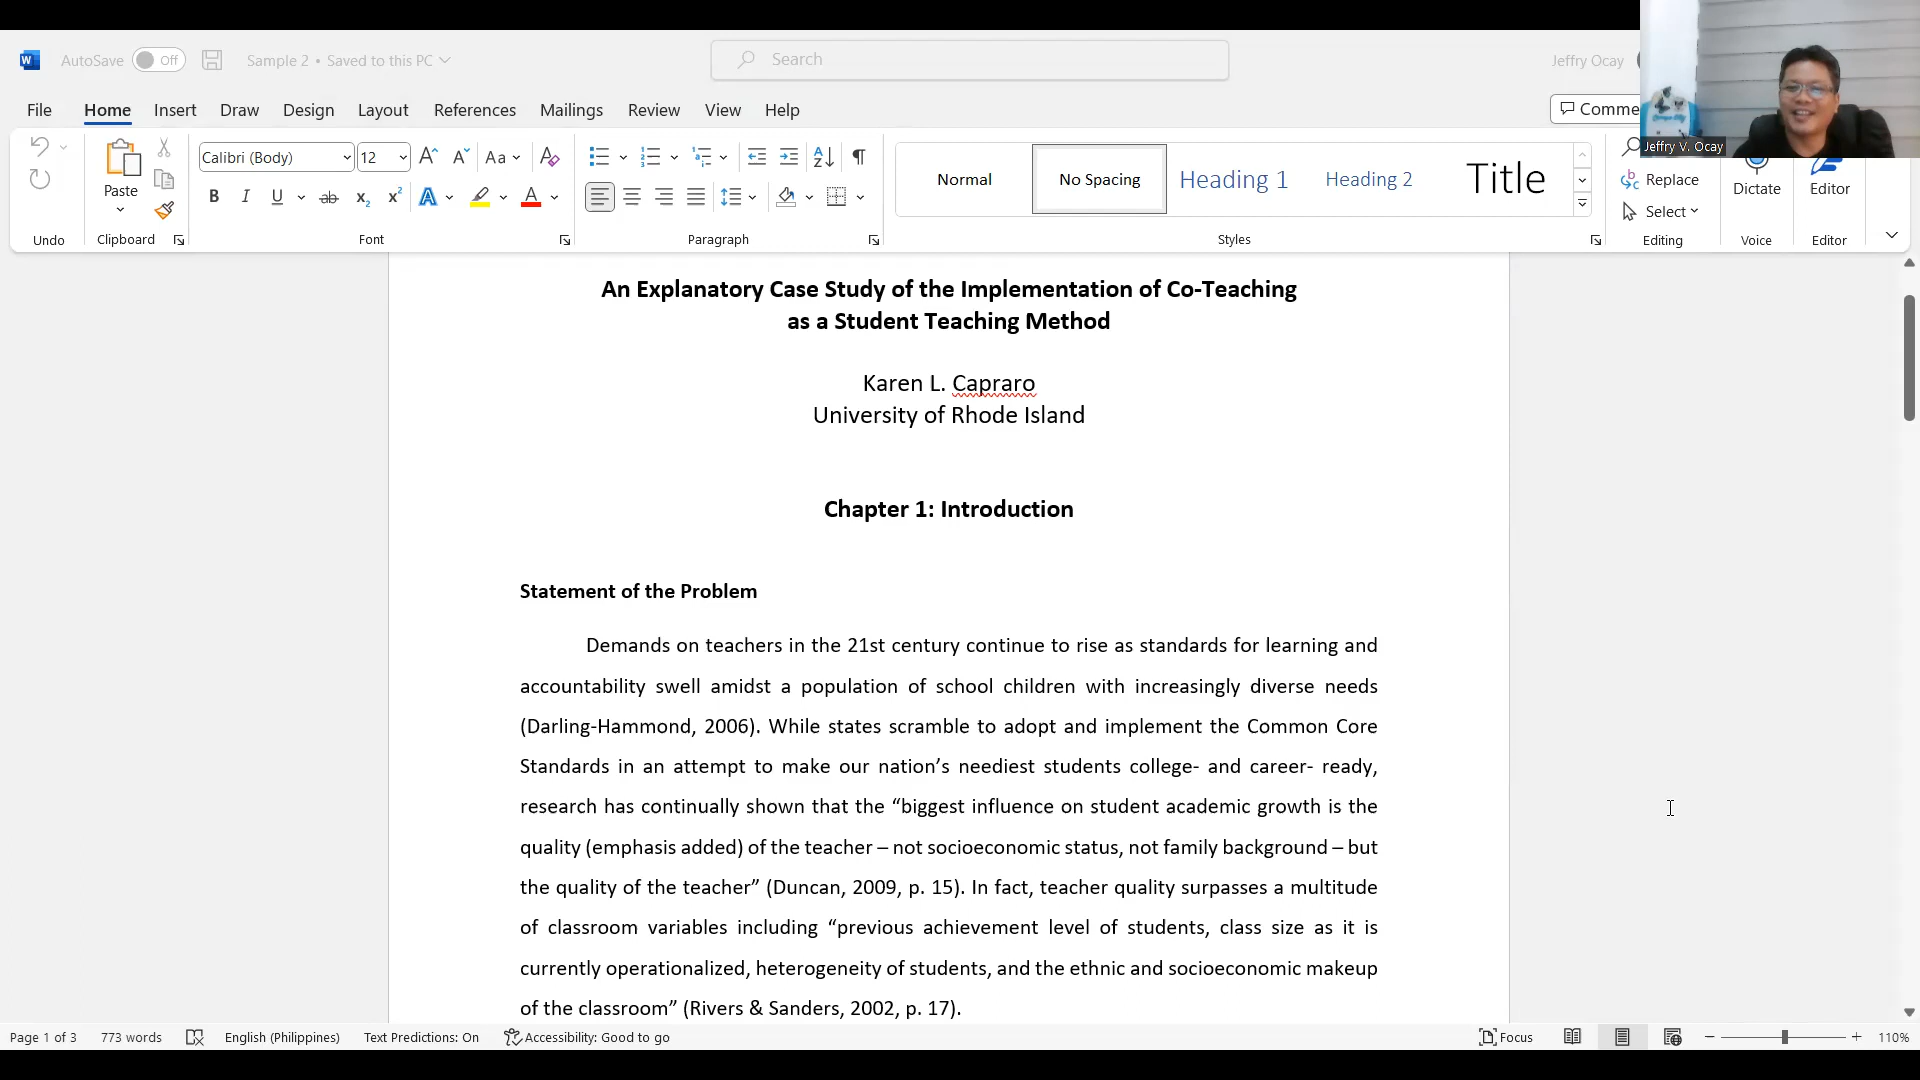 AutoSave Off Sample 2 • Saved to this PC Search Jeffry Ocay
File Home Insert Draw Design Layout References Mailings Review View Help Comme
Jeffry V. Ocay
Calibri (Body) 12 Aa
Paste
Normal No Spacing Heading 1 Heading 2 Title
Replace
Select
Dictate Editor
Undo Clipboard Font Paragraph Styles Editing Voice Editor
An Explanatory Case Study of the Implementation of Co-Teaching
as a Student Teaching Method
Karen L. Capraro
University of Rhode Island
Chapter 1: Introduction
Statement of the Problem
Demands on teachers in the 21st century continue to rise as standards for learning and
accountability swell amidst a population of school children with increasingly diverse needs
(Darling-Hammond, 2006). While states scramble to adopt and implement the Common Core
Standards in an attempt to make our nation’s neediest students college- and career- ready,
research has continually shown that the “biggest influence on student academic growth is the
quality (emphasis added) of the teacher – not socioeconomic status, not family background – but
the quality of the teacher” (Duncan, 2009, p. 15). In fact, teacher quality surpasses a multitude
of classroom variables including “previous achievement level of students, class size as it is
currently operationalized, heterogeneity of students, and the ethnic and socioeconomic makeup
of the classroom” (Rivers & Sanders, 2002, p. 17).
Page 1 of 3 773 words English (Philippines) Text Predictions: On Accessibility: Good to go Focus 110%